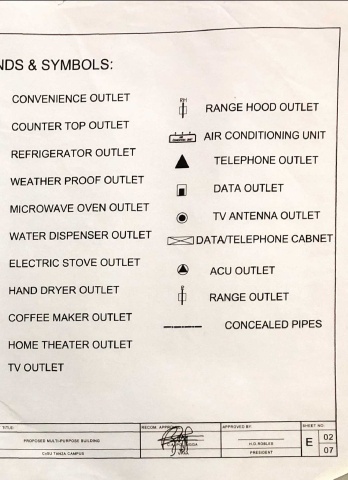 NDS & SYMBOLS:
CONVENIENCE OUTLET
COUNTER TOP OUTLET
REFRIGERATOR OUTLET
WEATHER PROOF OUTLET
MICROWAVE OVEN OUTLET
WATER DISPENSER OUTLET
ELECTRIC STOVE OUTLET
HAND DRYER OUTLET
COFFEE MAKER OUTLET
HOME THEATER OUTLET
TV OUTLET
RH
RANGE HOOD OUTLET
AIR CONDITIONING UNIT
TELEPHONE OUTLET
DATA OUTLET
TV ANTENNA OUTLET
DATA/TELEPHONE CABNET
ACU OUTLET
R
RANGE OUTLET
CONCEALED PIPES
TITLE:
PROPOSED MULTI-PURPOSE BUILDING
CvSU TANZA CAMPUS
RECOM. APPROVAL
APPROVED BY:
H.D. ROBLES
PRESIDENT
SHEET NO
E
02
07